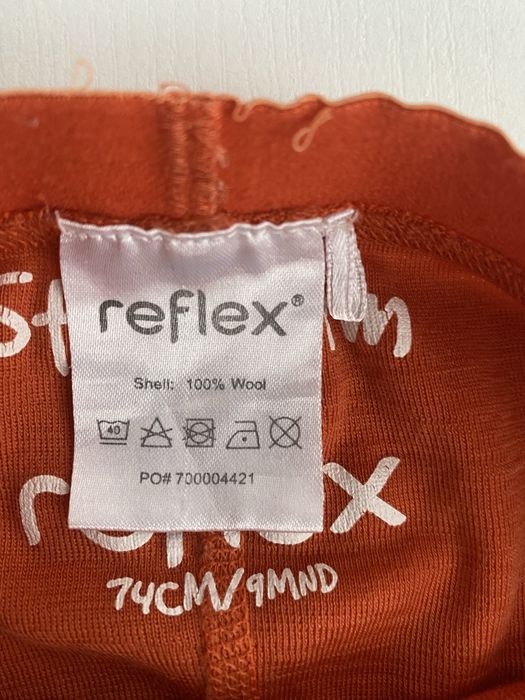 reflex®
Shell: 100% Wool
40
PO# 700004421
74CM/9MND